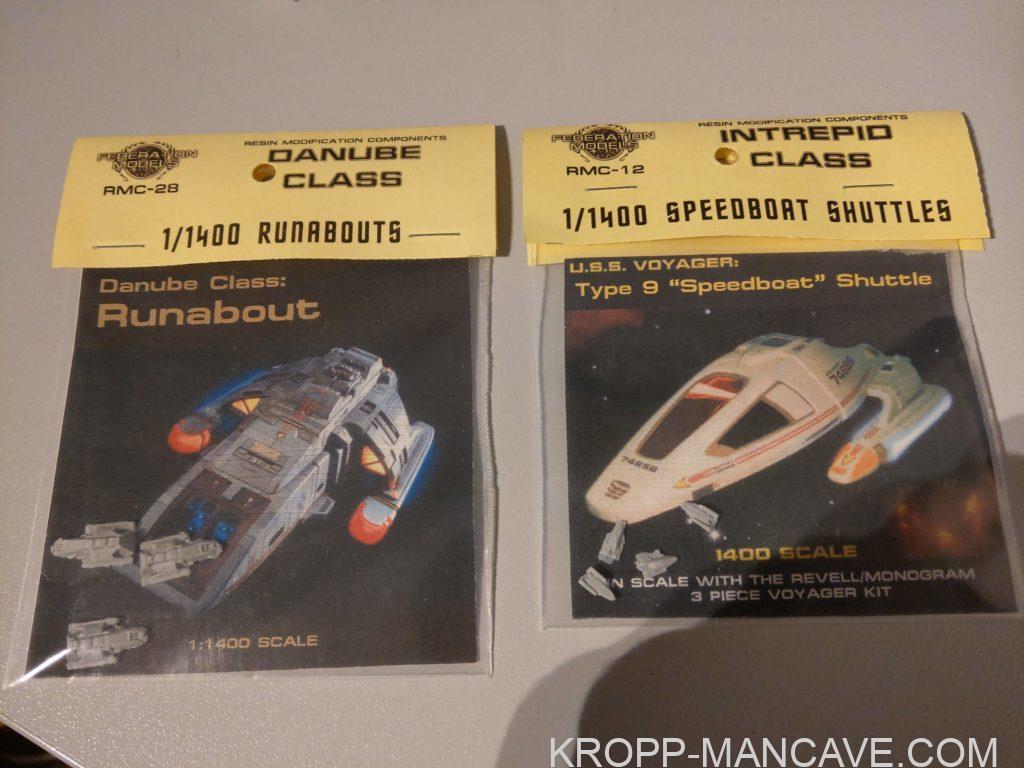 RESIN MODIFICATION COMPONENTS
FEDERATION MODELS
DANUBE
CLASS
RMC-28
1/1400 RUNABOUTS
Danube Class:
Runabout
1:1400 SCALE
RESIN MODIFICATION COMPONENTS
FEDERATION MODELS
INTREPID
CLASS
RMC-12
1/1400 SPEEDBOAT SHUTTLES
U.S.S. VOYAGER:
Type 9 “Speedboat” Shuttle
74656
74656
1400 SCALE
IN SCALE WITH THE REVELL/MONOGRAM
3 PIECE VOYAGER KIT
KROPP-MANCAVE.COM